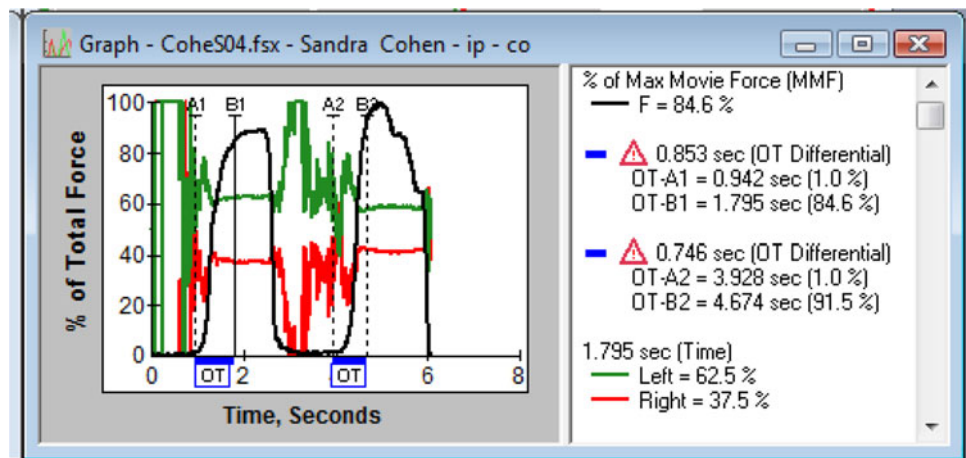 Graph - CoheS04.fsx - Sandra Cohen - ip - co
% of Total Force
100
80
60
40
20
0
A1 B1 A2 B2
OT OT
0 2 6 8
Time, Seconds
% of Max Movie Force (MMF)
F = 84.6 %
0.853 sec (OT Differential)
OT-A1 = 0.942 sec (1.0 %)
OT-B1 = 1.795 sec (84.6 %)
0.746 sec (OT Differential)
OT-A2 = 3.928 sec (1.0 %)
OT-B2 = 4.674 sec (91.5 %)
1.795 sec (Time)
Left = 62.5 %
Right = 37.5 %